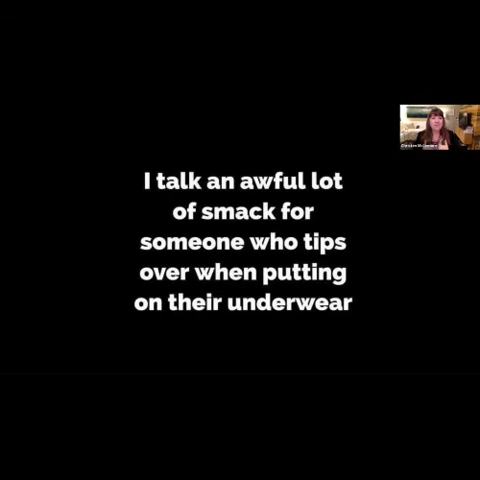 I talk an awful lot
of smack for
someone who tips
over when putting
on their underwear